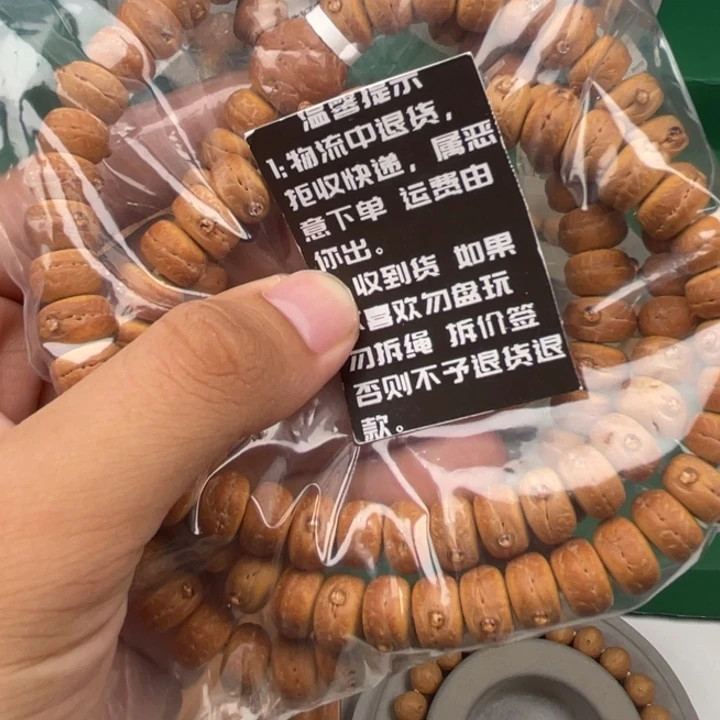 温馨提示
1:物流中退货，
拒收快递，属恶
意下单 运费由
你出。
收到货 如果
喜欢勿盘玩
勿拆绳 拆价签
否则不予退货退
款。